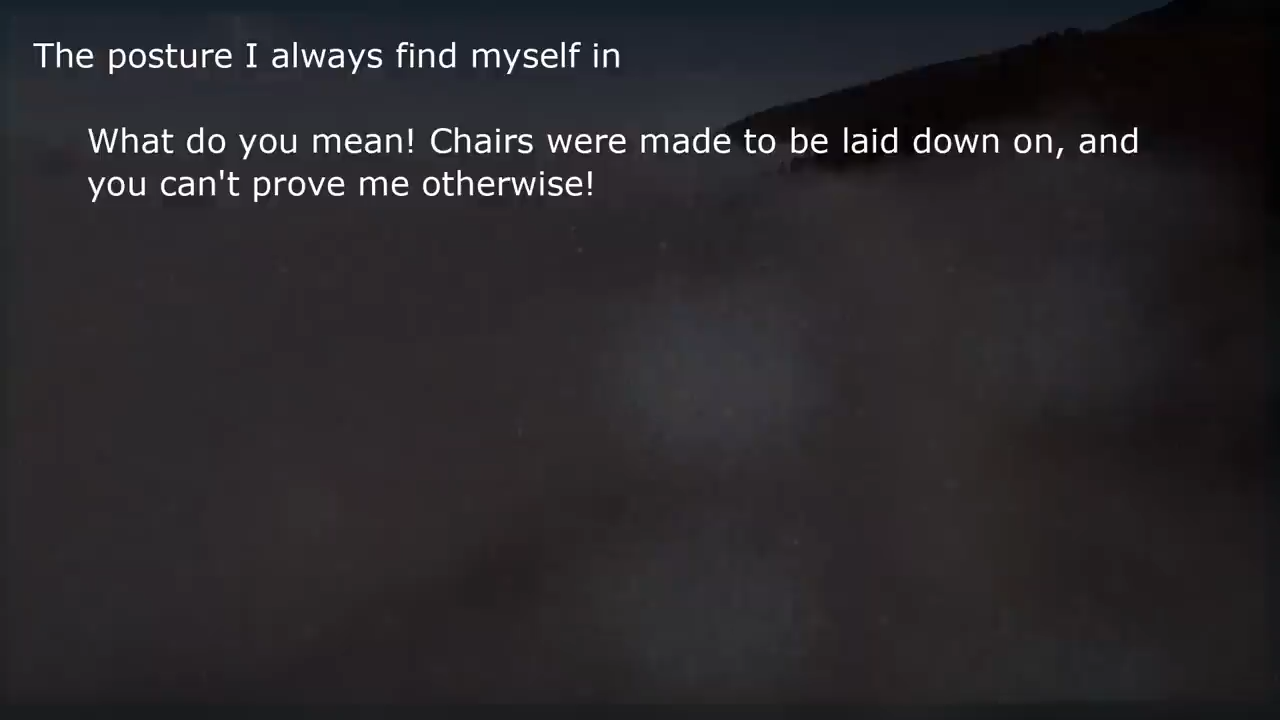 The posture I always find myself in
What do you mean! Chairs were made to be laid down on, and
you can't prove me otherwise!